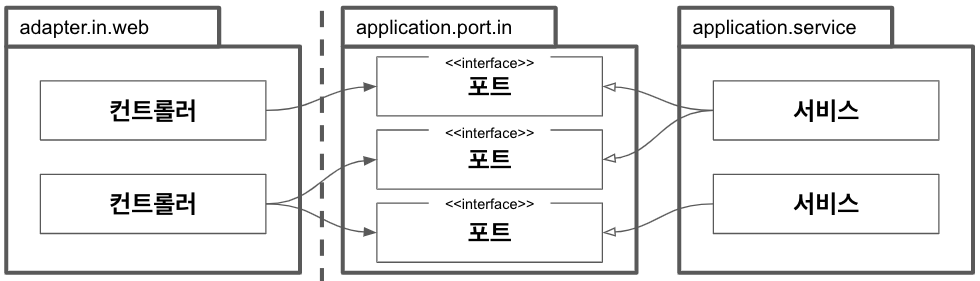 adapter.in.web
컨트롤러
컨트롤러
application.port.in
<<interface>>
포트
<<interface>>
포트
<<interface>>
포트
application.service
서비스
서비스